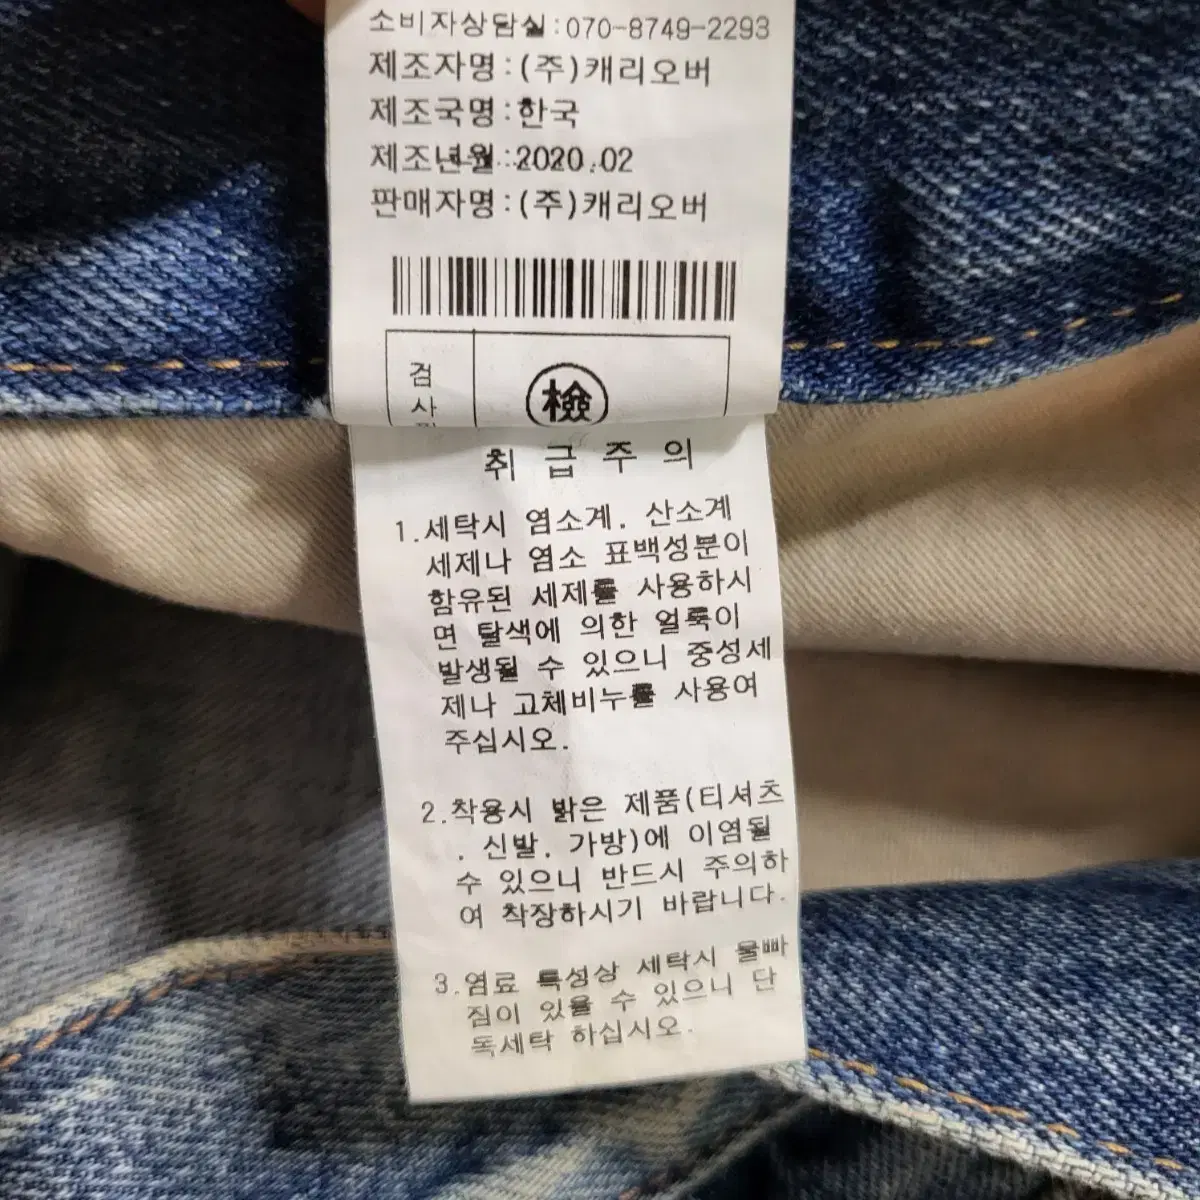 소비자상담실:070-8749-2293
제조자명:(주)캐리오버
제조국명:한국
제조년월:2020.02
판매자명:(주)캐리오버
검
사
檢
취급주의
1.세탁시 염소계. 산소계
세제나 염소 표백성분이
함유된 세제를 사용하시
면 탈색에 의한 얼룩이
발생될 수 있으니 중성세
제나 고체비누를 사용여
주십시오.
2.착용시 밝은 제품(티셔츠
. 신발. 가방)에 이염될
수 있으니 반드시 주의하
여 착장하시기 바랍니다.
3.염료 특성상 세탁시 물빠
짐이 있을 수 있으니 단
독세탁 하십시오.